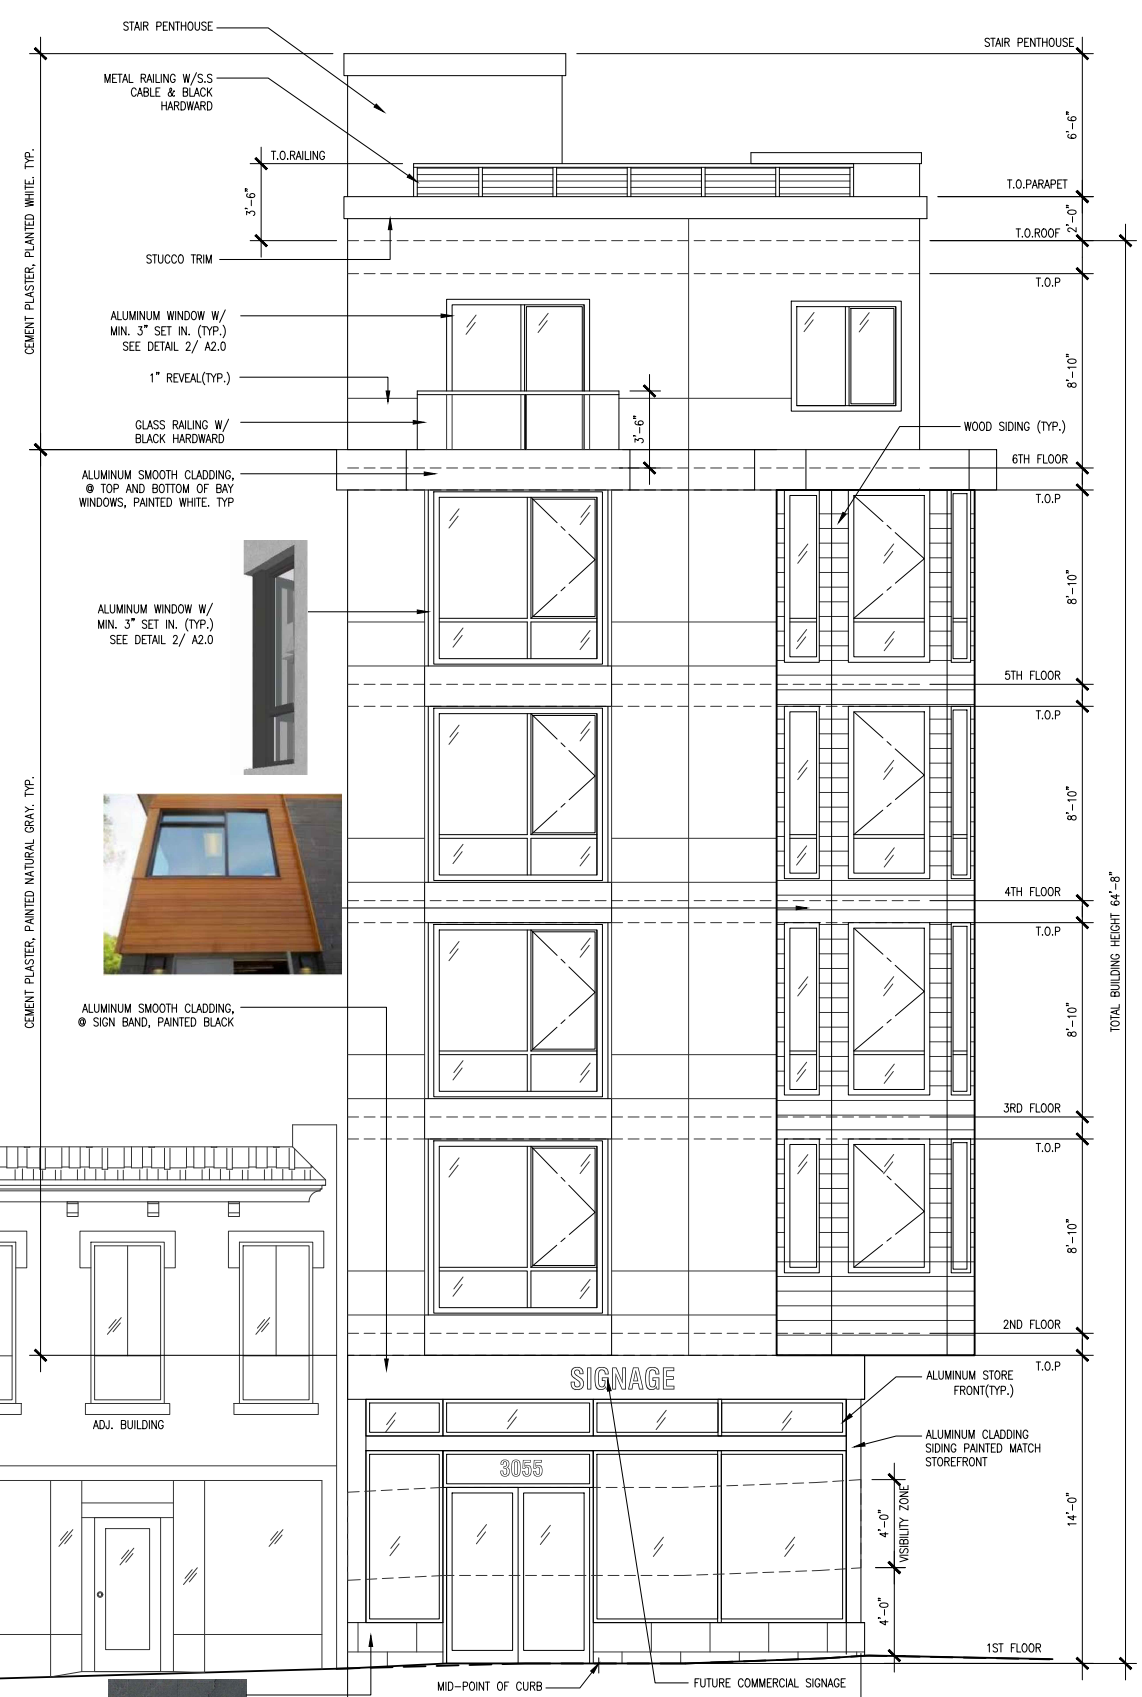 STAIR PENTHOUSE
STAIR PENTHOUSE
METAL RAILING W/S.S
CABLE & BLACK
HARDWARD
6'-6"
T.O.RAILING
3'-6"
T.O.PARAPET
2'-0"
T.O.ROOF
STUCCO TRIM
T.O.P
CEMENT PLASTER, PLANTED WHITE. TYP.
ALUMINUM WINDOW W/
MIN. 3" SET IN. (TYP.)
SEE DETAIL 2/ A2.0
1" REVEAL(TYP.)
8'-10"
GLASS RAILING W/
BLACK HARDWARD
3'-6"
WOOD SIDING (TYP.)
6TH FLOOR
ALUMINUM SMOOTH CLADDING,
@ TOP AND BOTTOM OF BAY
WINDOWS, PAINTED WHITE. TYP
T.O.P
8'-10"
ALUMINUM WINDOW W/
MIN. 3" SET IN. (TYP.)
SEE DETAIL 2/ A2.0
5TH FLOOR
T.O.P
8'-10"
CEMENT PLASTER, PAINTED NATURAL GRAY. TYP.
4TH FLOOR
T.O.P
TOTAL BUILDING HEIGHT 64'-8"
ALUMINUM SMOOTH CLADDING,
@ SIGN BAND, PAINTED BLACK
8'-10"
3RD FLOOR
T.O.P
8'-10"
2ND FLOOR
T.O.P
SIGNAGE
ALUMINUM STORE
FRONT(TYP.)
ADJ. BUILDING
ALUMINUM CLADDING
SIDING PAINTED MATCH
STOREFRONT
3055
4'-0"
VISIBILITY ZONE
14'-0"
4'-0"
1ST FLOOR
MID-POINT OF CURB
FUTURE COMMERCIAL SIGNAGE